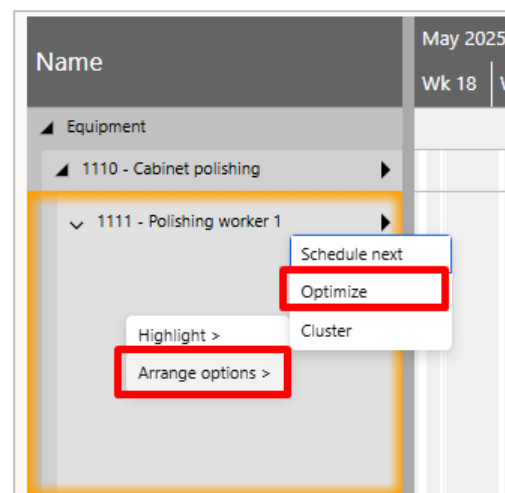 Name
May 2025
Wk 18
Equipment
1110 - Cabinet polishing
1111 - Polishing worker 1
Schedule next
Optimize
Cluster
Highlight >
Arrange options >